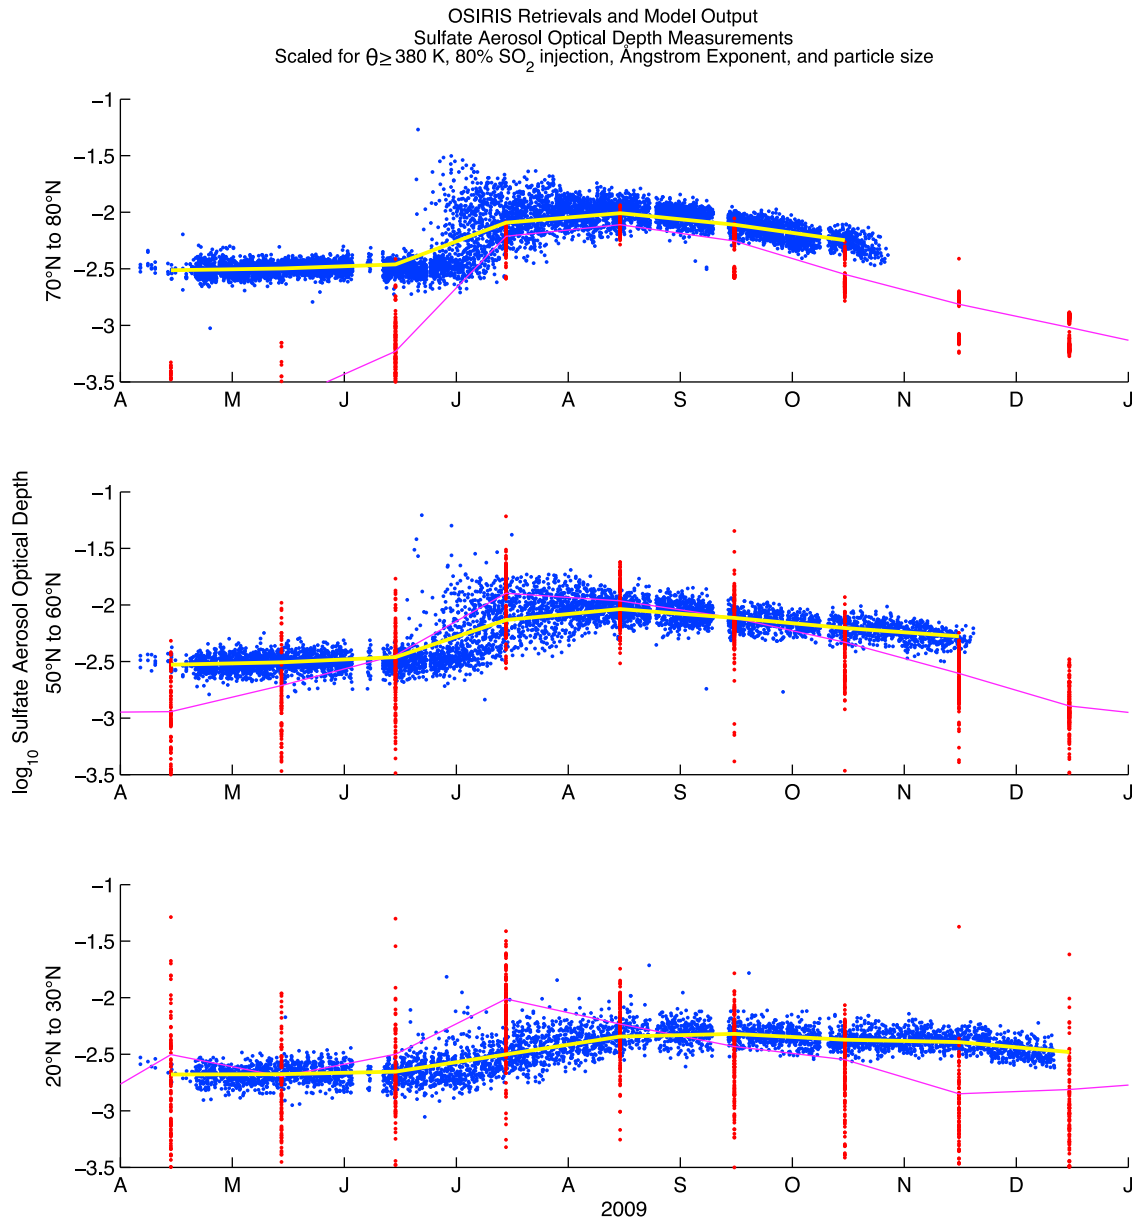 OSIRIS Retrievals and Model Output
Sulfate Aerosol Optical Depth Measurements
Scaled for θ≥380 K, 80% SO₂ injection, Ångstrom Exponent, and particle size
−1
−1.5
−2
−2.5
−3
−3.5
70°N to 80°N
A M J J A S O N D J
log₁₀ Sulfate Aerosol Optical Depth
−1
−1.5
−2
−2.5
−3
−3.5
50°N to 60°N
A M J J A S O N D J
−1
−1.5
−2
−2.5
−3
−3.5
20°N to 30°N
A M J J A S O N D J
2009